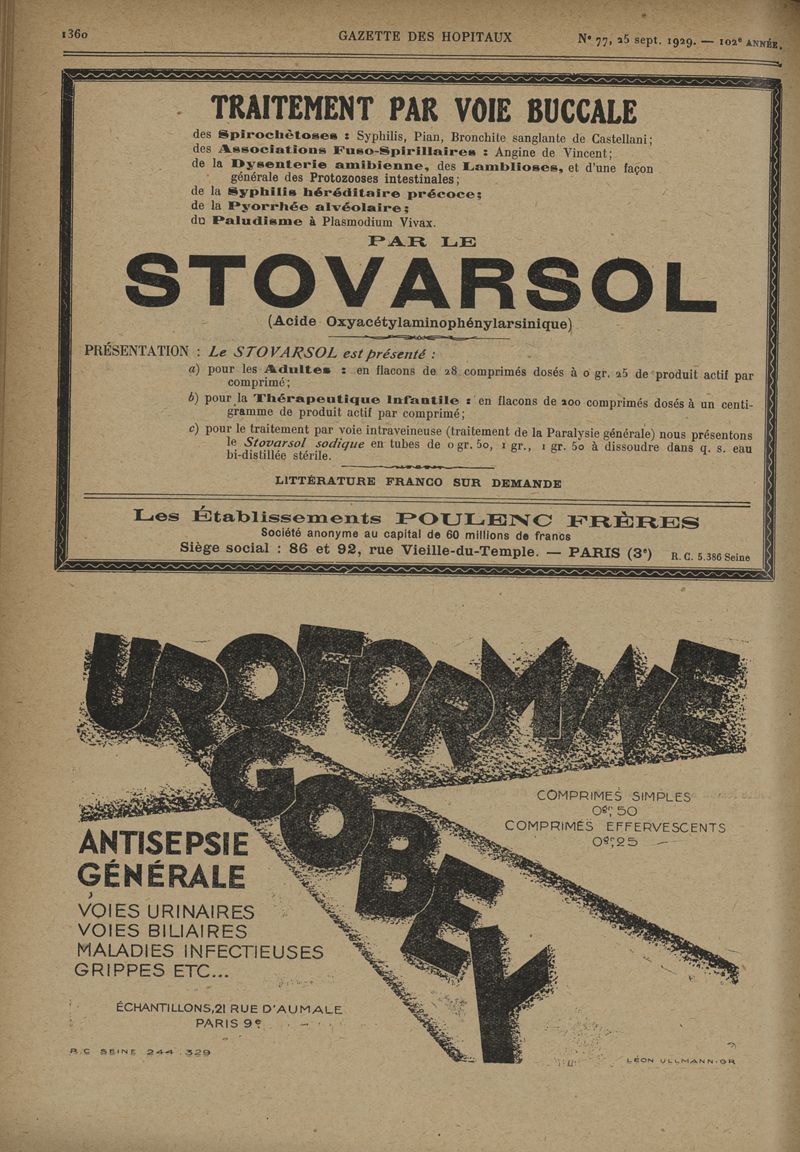 1360
GAZETTE DES HOPITAUX
N° 77, 25 sept. 1929. — 102e ANNÉE.
TRAITEMENT PAR VOIE BUCCALE
des Spirochètoses : Syphilis, Pian, Bronchite sanglante de Castellani;
des Associations Fuso-Spirillaires : Angine de Vincent;
de la Dysenterie amibienne, des Lamblioses, et d'une façon
générale des Protozooses intestinales;
de la Syphilis héréditaire précoce;
de la Pyorrhée alvéolaire;
du Paludisme à Plasmodium Vivax.
PAR LE
STOVARSOL
(Acide Oxyacétylaminophénylarsinique)
PRÉSENTATION : Le STOVARSOL est présenté :
a) pour les Adultes : en flacons de 28 comprimés dosés à 0 gr. 25 de produit actif par
comprimé;
b) pour la Thérapeutique Infantile : en flacons de 200 comprimés dosés à un centi-
gramme de produit actif par comprimé;
c) pour le traitement par voie intraveineuse (traitement de la Paralysie générale) nous présentons
le Stovarsol sodique en tubes de 0 gr. 50, 1 gr., 1 gr. 50 à dissoudre dans q. s. eau
bi-distillée stérile.
LITTÉRATURE FRANCO SUR DEMANDE
Les Établissements POULENC FRÈRES
Société anonyme au capital de 60 millions de francs
Siège social : 86 et 92, rue Vieille-du-Temple. — PARIS (3e) R. C. 5.386 Seine
UROFORMINE
GOBEY
COMPRIMES SIMPLES
0gr 50
COMPRIMÉS EFFERVESCENTS
0gr 25
ANTISEPSIE
GÉNÉRALE
VOIES URINAIRES
VOIES BILIAIRES
MALADIES INFECTIEUSES
GRIPPES ETC...
ÉCHANTILLONS, 21 RUE D'AUMALE
PARIS 9e
R.C SEINE 244.329
LÉON ULLMANN-GR